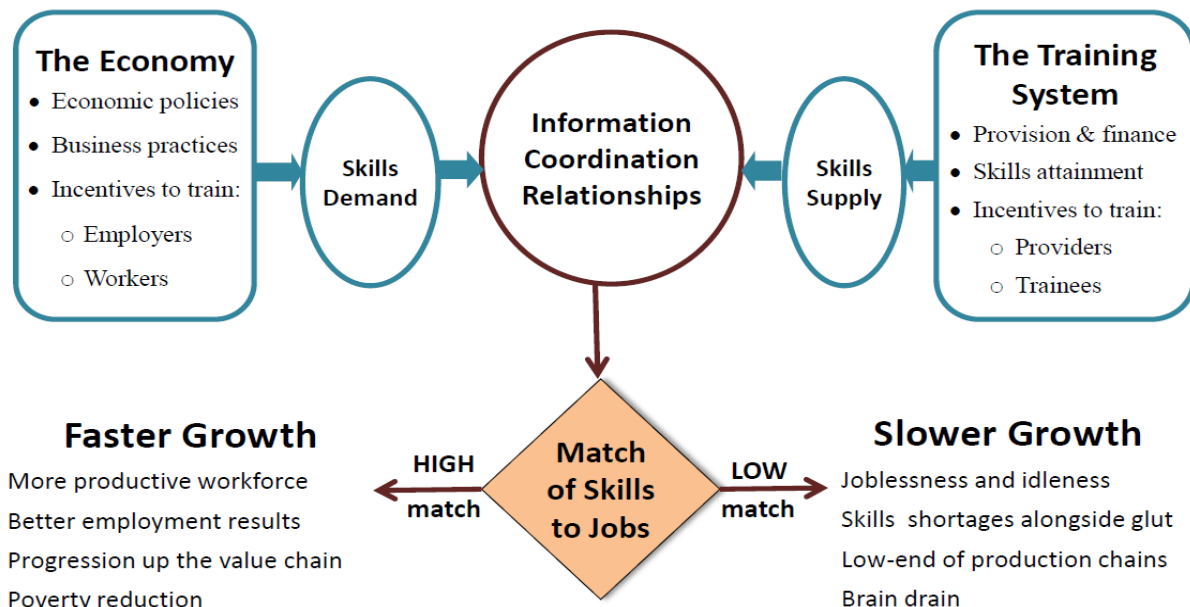 The Economy
• Economic policies
• Business practices
• Incentives to train:
○ Employers
○ Workers
Skills
Demand
Information
Coordination
Relationships
Skills
Supply
The Training
System
• Provision & finance
• Skills attainment
• Incentives to train:
○ Providers
○ Trainees
Faster Growth
More productive workforce
Better employment results
Progression up the value chain
Poverty reduction
HIGH
match
Match
of Skills
to Jobs
LOW
match
Slower Growth
Joblessness and idleness
Skills shortages alongside glut
Low-end of production chains
Brain drain